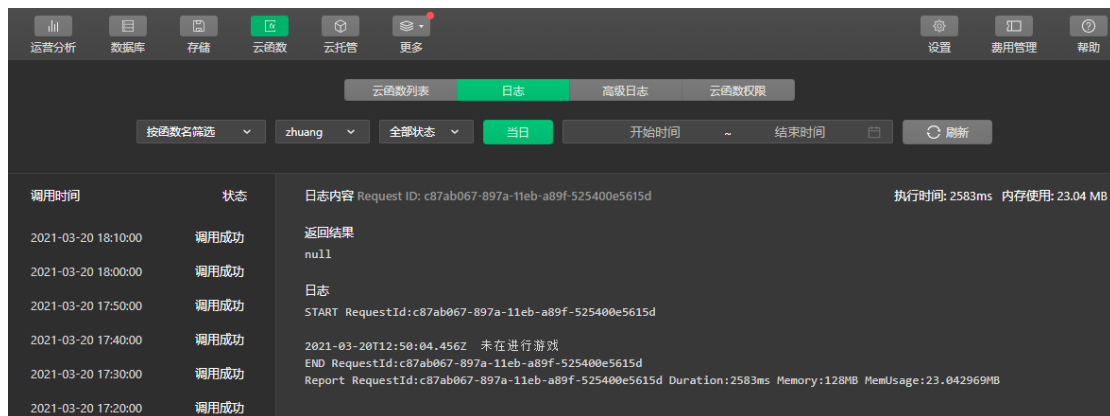 运营分析 数据库 存储 云函数 云托管 更多 设置 费用管理 帮助
云函数列表 日志 高级日志 云函数权限
按函数名筛选 zhuang 全部状态 当日 开始时间 ~ 结束时间 刷新
调用时间 状态 日志内容 Request ID: c87ab067-897a-11eb-a89f-525400e5615d 执行时间: 2583ms 内存使用: 23.04 MB
2021-03-20 18:10:00 调用成功 返回结果
null
2021-03-20 18:00:00 调用成功
日志
2021-03-20 17:50:00 调用成功 START RequestId:c87ab067-897a-11eb-a89f-525400e5615d
2021-03-20 17:40:00 调用成功 2021-03-20T12:50:04.456Z 未在进行游戏
END RequestId:c87ab067-897a-11eb-a89f-525400e5615d
2021-03-20 17:30:00 调用成功 Report RequestId:c87ab067-897a-11eb-a89f-525400e5615d Duration:2583ms Memory:128MB MemUsage:23.042969MB
2021-03-20 17:20:00 调用成功